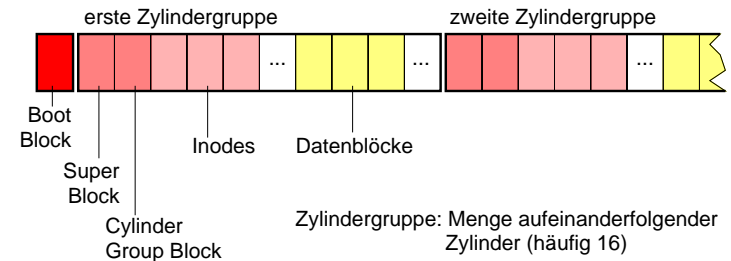 erste Zylindergruppe
zweite Zylindergruppe
...
...
...
...
Boot
Block
Inodes
Datenblöcke
Super
Block
Cylinder
Group Block
Zylindergruppe: Menge aufeinanderfolgender
Zylinder (häufig 16)